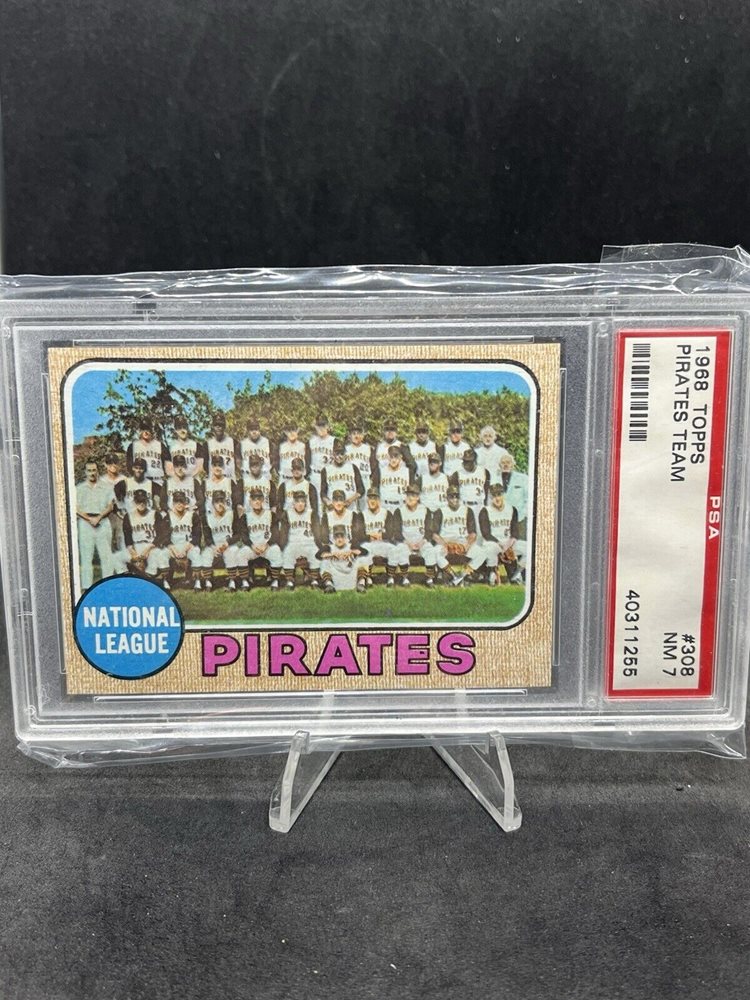 NATIONAL
LEAGUE
PIRATES
1968 TOPPS
PIRATES TEAM
PSA
#308
NM 7
40311255